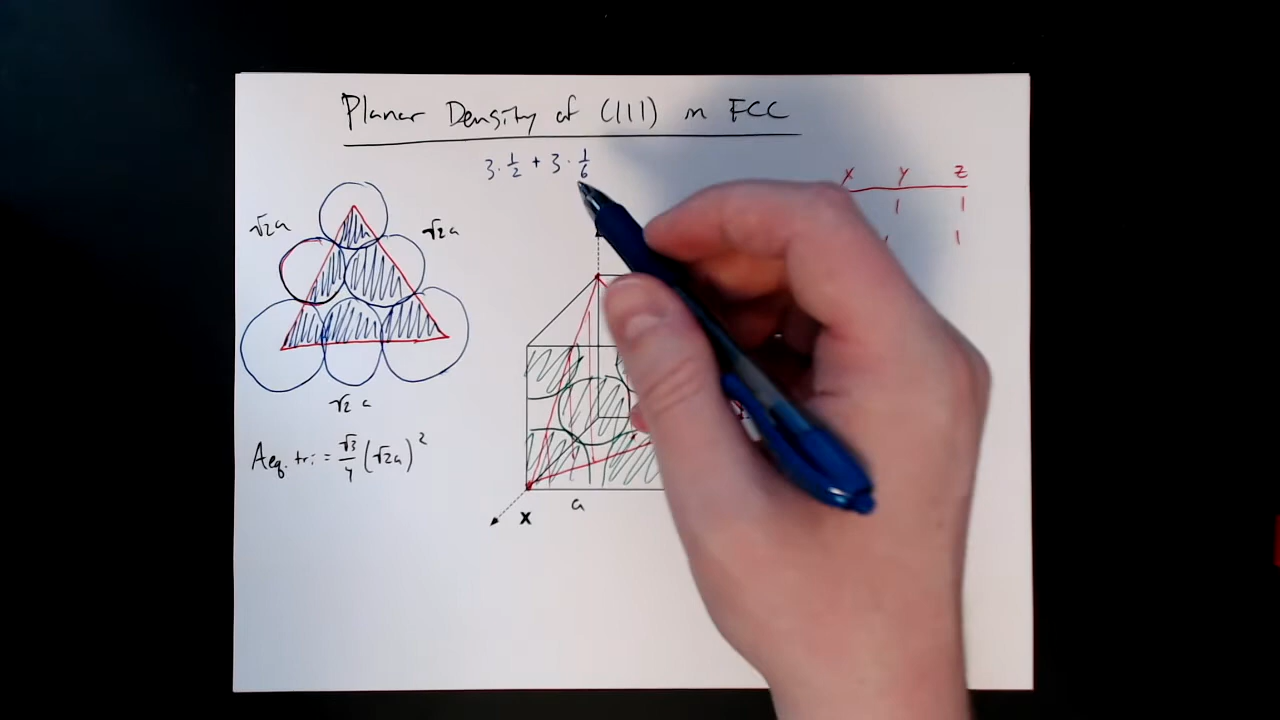 Planar Density of (111) in FCC
3·1/2 + 3·1/6
X Y Z
1 1
1
√2a √2a
√2 a
A eq. tri = √3/4 (√2a)²
a
X